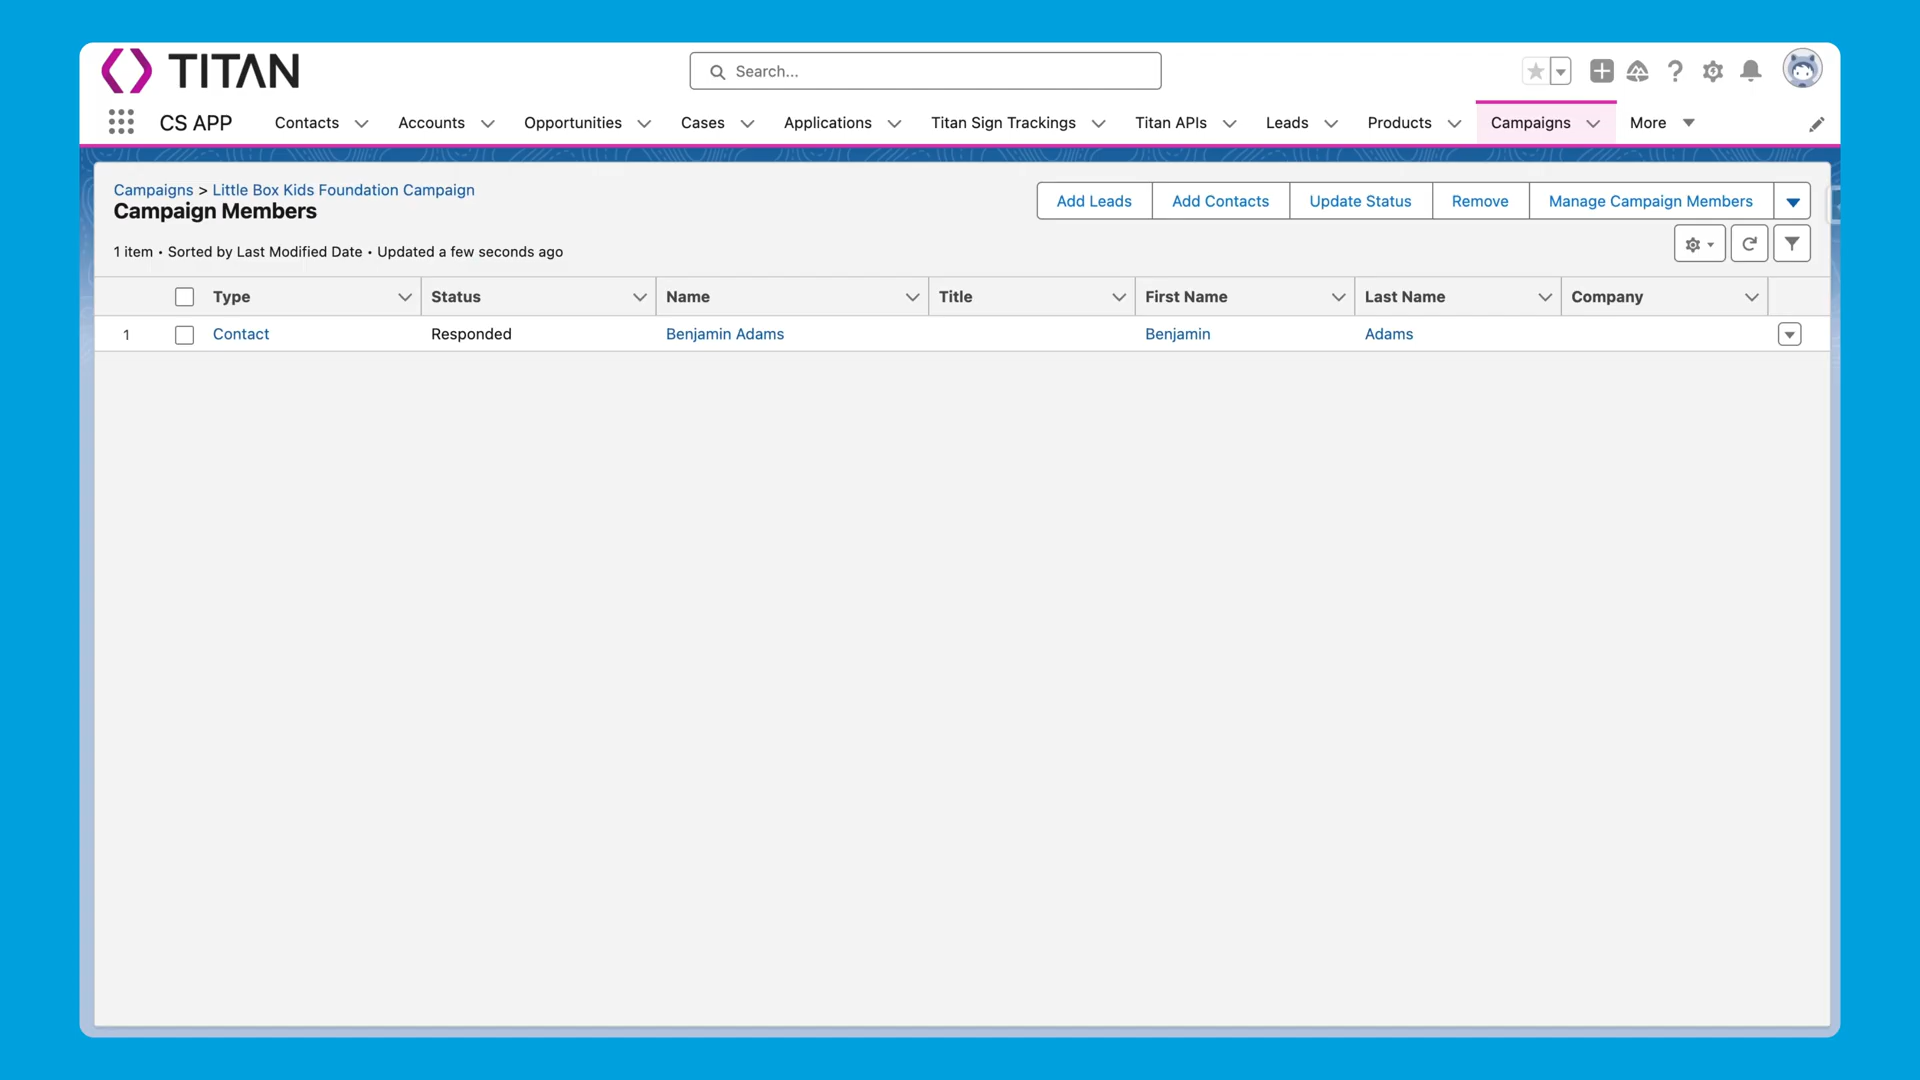 TITAN
Search...
CS APP Contacts Accounts Opportunities Cases Applications Titan Sign Trackings Titan APIs Leads Products Campaigns More
Campaigns > Little Box Kids Foundation Campaign
Campaign Members
Add Leads Add Contacts Update Status Remove Manage Campaign Members
1 item • Sorted by Last Modified Date • Updated a few seconds ago
Type Status Name Title First Name Last Name Company
1 Contact Responded Benjamin Adams Benjamin Adams